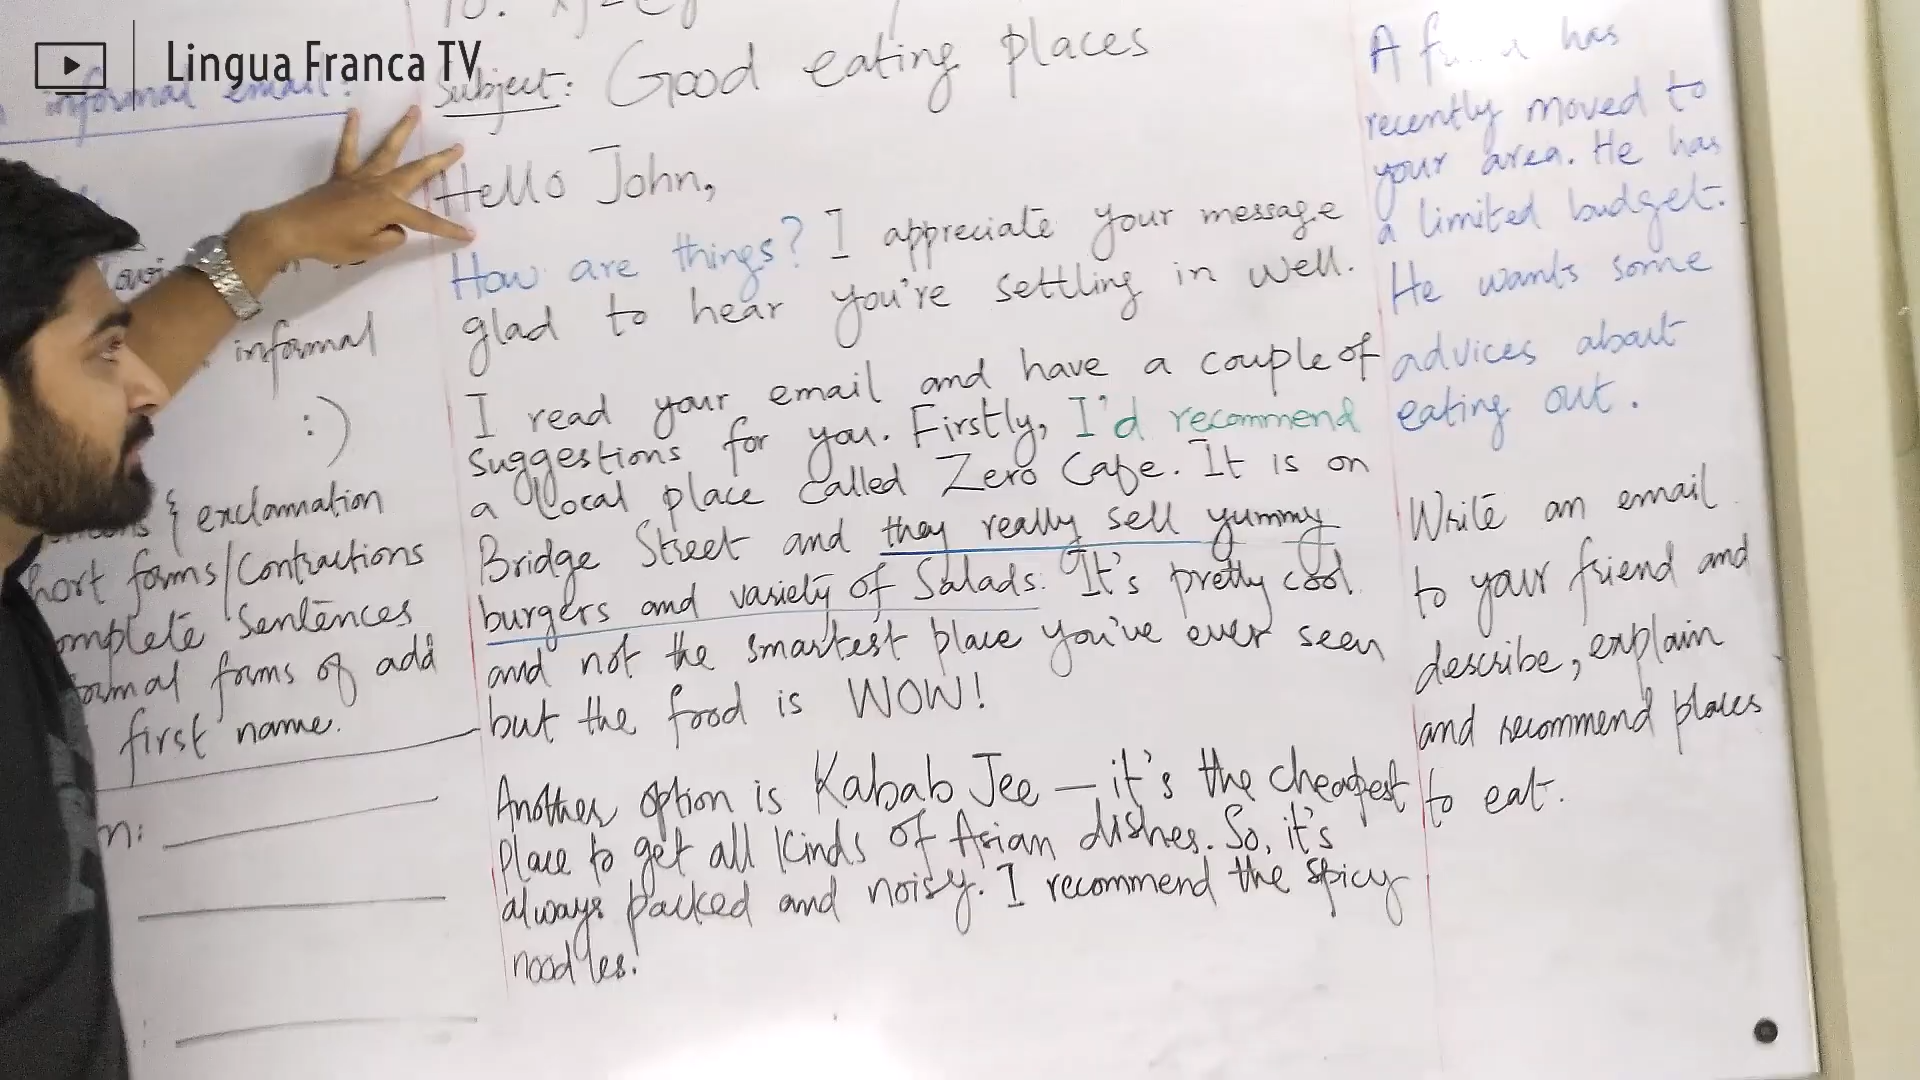 Lingua Franca TV
informal email:
informal
:)
& exclamation
hort forms/Contractions
omplete Sentences
ormal forms of add
first name.
n:
Subject: Good eating places
Hello John,
How are things? I appreciate your message
glad to hear you're settling in well.
I read your email and have a couple of
suggestions for you. Firstly, I'd recommend
a local place called Zero Cafe. It is on
Bridge Street and they really sell yummy
burgers and variety of Salads. It's pretty cool
and not the smartest place you've ever seen
but the food is WOW!
Another option is Kabab Jee – it's the cheapest
place to get all kinds of Asian dishes. So, it's
always packed and noisy. I recommend the spicy
noodles.
A has
recently moved to
your area. He has
a limited budget.
He wants some
advices about
eating out.
Write an email
to your friend and
describe, explain
and recommend places
to eat.